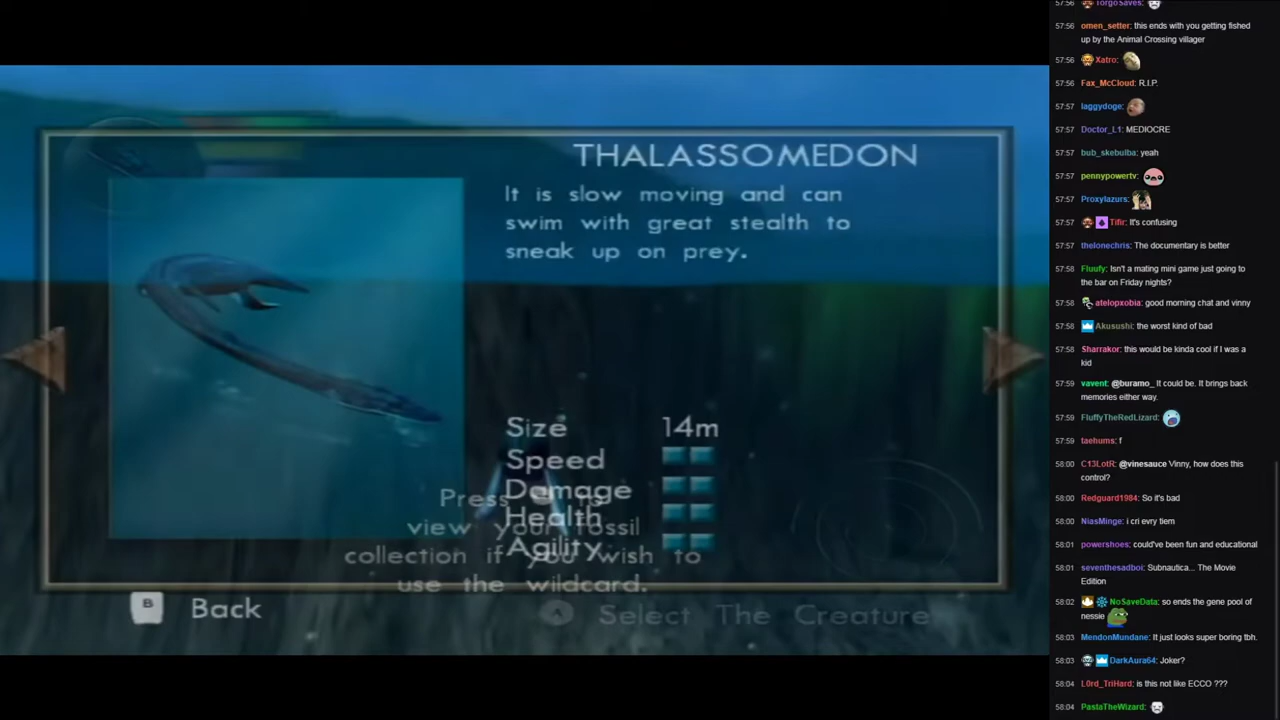 THALASSOMEDON
It is slow moving and can
swim with great stealth to
sneak up on prey.
Size 14m
Speed
Damage
Health
Agility
Press to
view your fossil
collection if you wish to
use the wildcard.
B Back
A Select The Creature
57:56 TorgoSaves:
57:56 omen_setter: this ends with you getting fished
up by the Animal Crossing villager
57:56 Xatro:
57:56 Fax_McCloud: R.I.P.
57:57 laggydoge:
57:57 Doctor_L1: MEDIOCRE
57:57 bub_skebulba: yeah
57:57 pennypowertv:
57:57 Proxylazurs:
57:57 Tifir: It's confusing
57:57 thelonechris: The documentary is better
57:58 Fluufy: Isn't a mating mini game just going to
the bar on Friday nights?
57:58 atelopxobia: good morning chat and vinny
57:58 Akusushi: the worst kind of bad
57:58 Sharrakor: this would be kinda cool if I was a
kid
57:59 vavent: @buramo_ It could be. It brings back
memories either way.
57:59 FluffyTheRedLizard:
57:59 taehums: f
58:00 C13LotR: @vinesauce Vinny, how does this
control?
58:00 Redguard1984: So it's bad
58:00 NiasMinge: i cri evry tiem
58:01 powershoes: could've been fun and educational
58:01 seventhesadboi: Subnautica... The Movie
Edition
58:02 NoSaveData: so ends the gene pool of
nessie
58:03 MendonMundane: It just looks super boring tbh.
58:03 DarkAura64: Joker?
58:04 L0rd_TriHard: is this not like ECCO ???
58:04 PastaTheWizard: